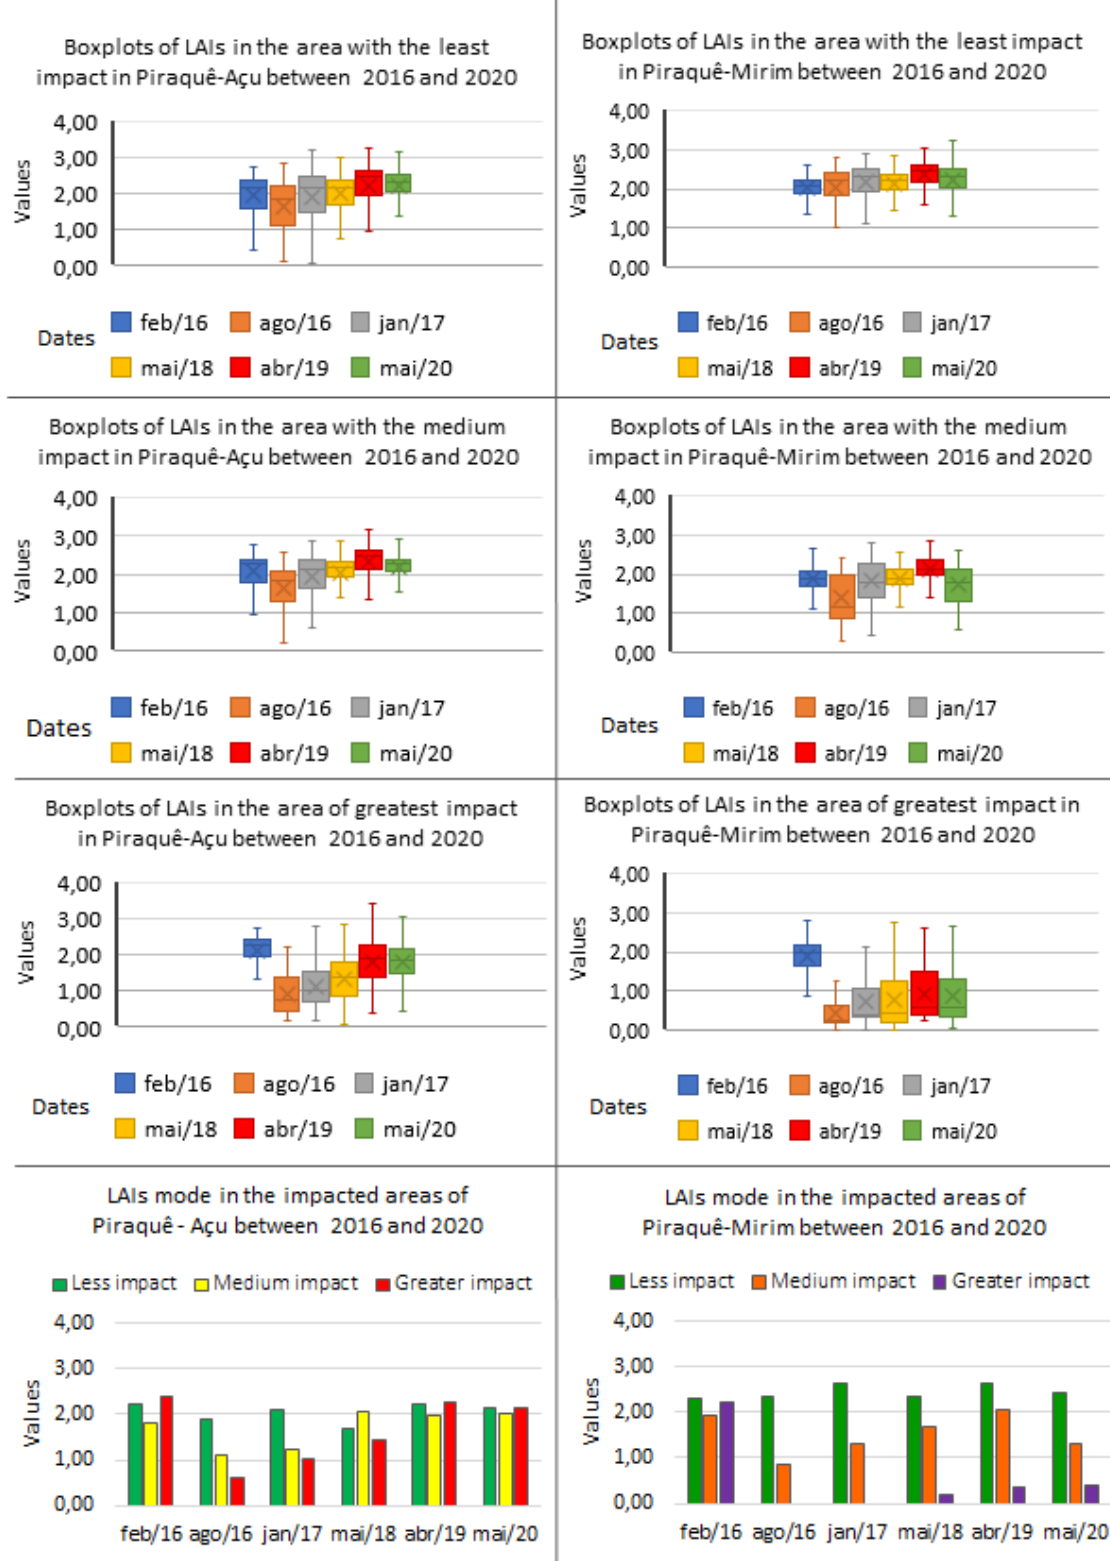 Boxplots of LAIs in the area with the least
impact in Piraquê-Açu between 2016 and 2020
4,00
3,00
2,00
1,00
0,00
Values
Dates
feb/16 ago/16 jan/17
mai/18 abr/19 mai/20
Boxplots of LAIs in the area with the least impact
in Piraquê-Mirim between 2016 and 2020
4,00
3,00
2,00
1,00
0,00
Values
Dates
feb/16 ago/16 jan/17
mai/18 abr/19 mai/20
Boxplots of LAIs in the area with the medium
impact in Piraquê-Açu between 2016 and 2020
4,00
3,00
2,00
1,00
0,00
Values
Dates
feb/16 ago/16 jan/17
mai/18 abr/19 mai/20
Boxplots of LAIs in the area with the medium
impact in Piraquê-Mirim between 2016 and 2020
4,00
3,00
2,00
1,00
0,00
Values
Dates
feb/16 ago/16 jan/17
mai/18 abr/19 mai/20
Boxplots of LAIs in the area of greatest impact
in Piraquê-Açu between 2016 and 2020
4,00
3,00
2,00
1,00
0,00
Values
Dates
feb/16 ago/16 jan/17
mai/18 abr/19 mai/20
Boxplots of LAIs in the area of greatest impact in
Piraquê-Mirim between 2016 and 2020
4,00
3,00
2,00
1,00
0,00
Values
Dates
feb/16 ago/16 jan/17
mai/18 abr/19 mai/20
LAIs mode in the impacted areas of
Piraquê - Açu between 2016 and 2020
Less impact Medium impact Greater impact
4,00
3,00
2,00
1,00
0,00
Values
feb/16 ago/16 jan/17 mai/18 abr/19 mai/20
LAIs mode in the impacted areas of
Piraquê-Mirim between 2016 and 2020
Less impact Medium impact Greater impact
4,00
3,00
2,00
1,00
0,00
Values
feb/16 ago/16 jan/17 mai/18 abr/19 mai/20